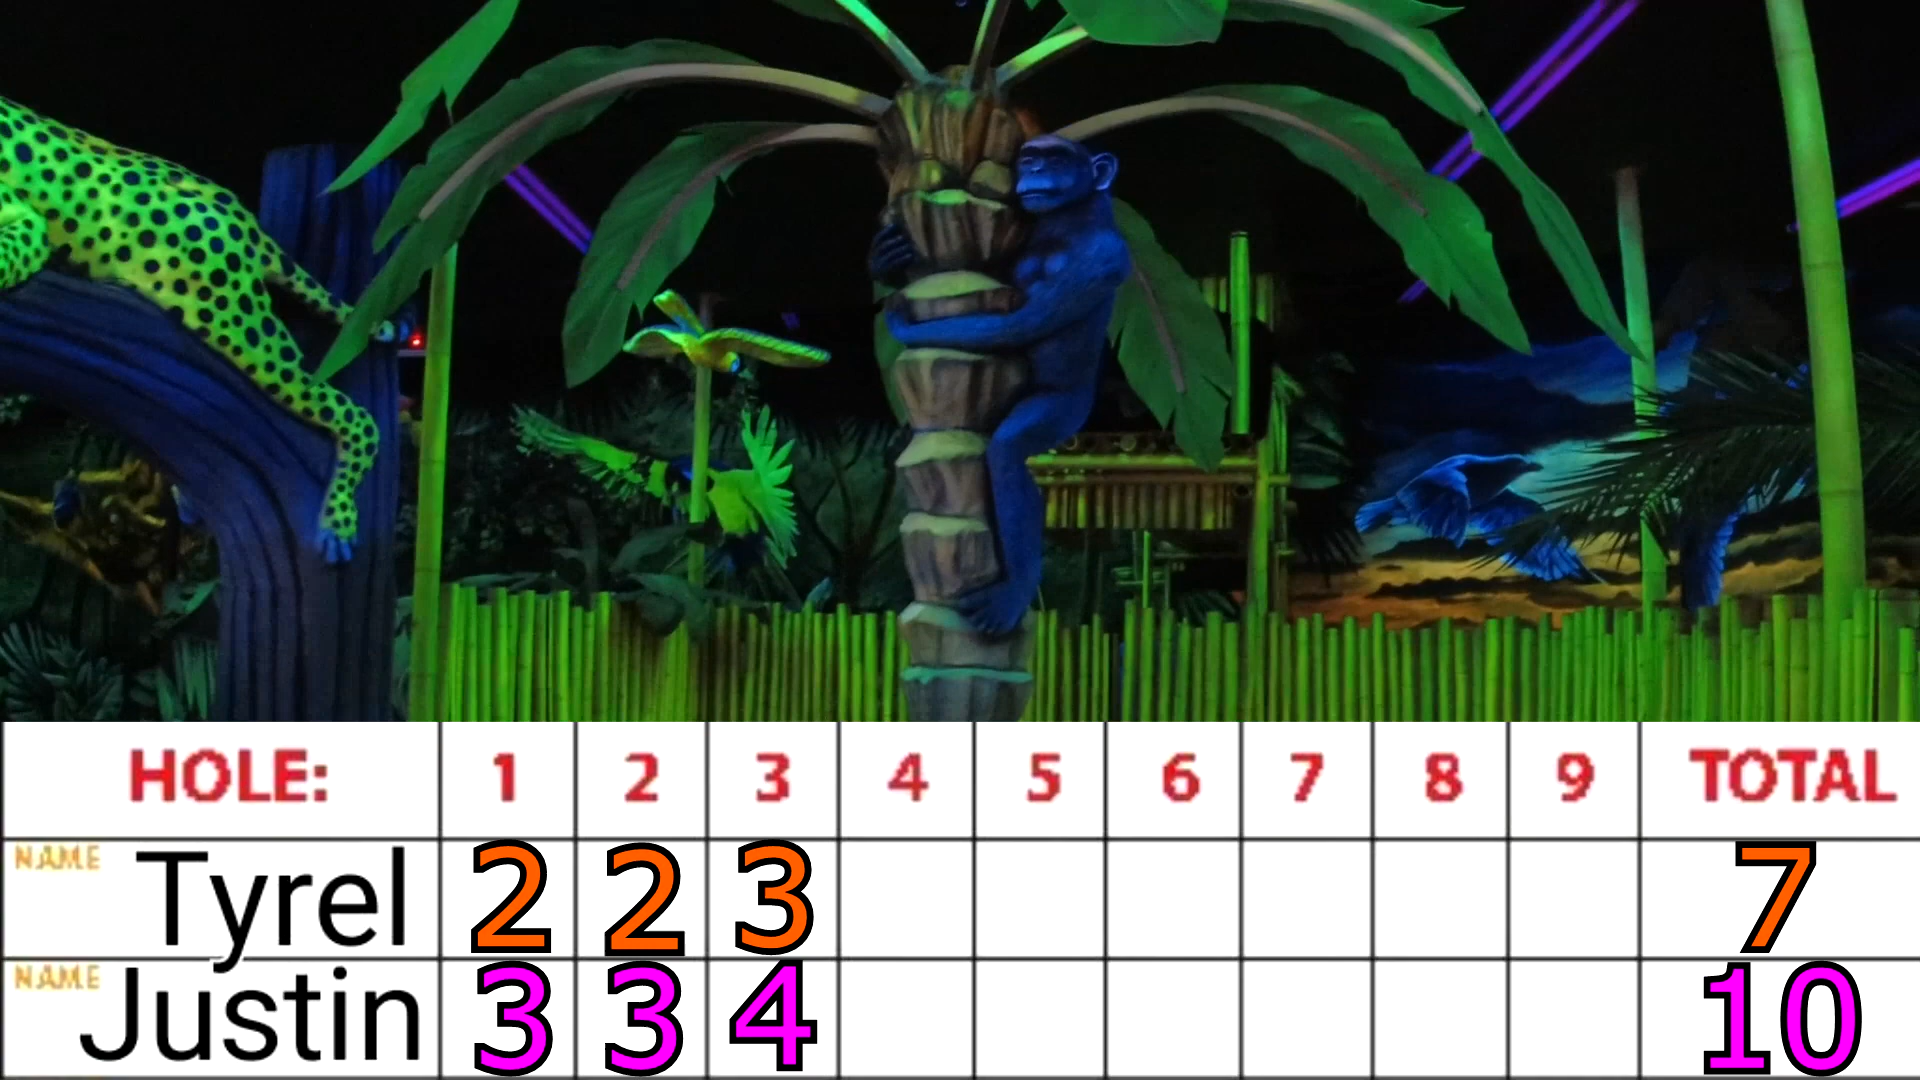 HOLE: 1 2 3 4 5 6 7 8 9 TOTAL
NAME Tyrel 2 2 3 7
NAME Justin 3 3 4 10